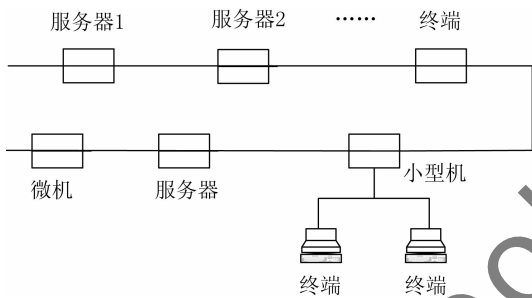 服务器1 服务器2 …… 终端
微机 服务器 小型机
终端 终端